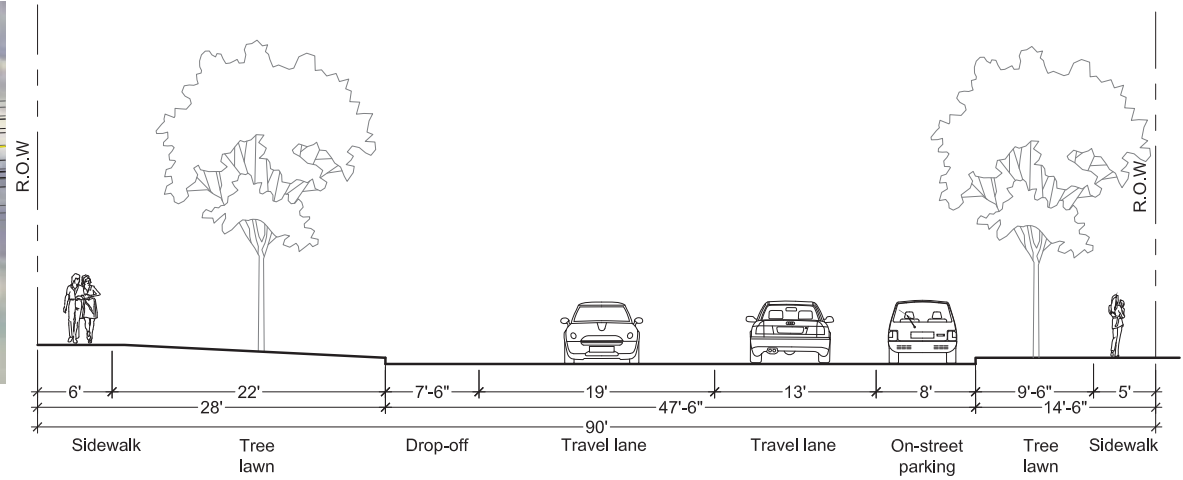 R.O.W
R.O.W
6' 22' 7'-6" 19' 13' 8' 9'-6" 5'
28' 47'-6" 14'-6"
90'
Sidewalk
Tree
lawn
Drop-off
Travel lane
Travel lane
On-street
parking
Tree
lawn
Sidewalk